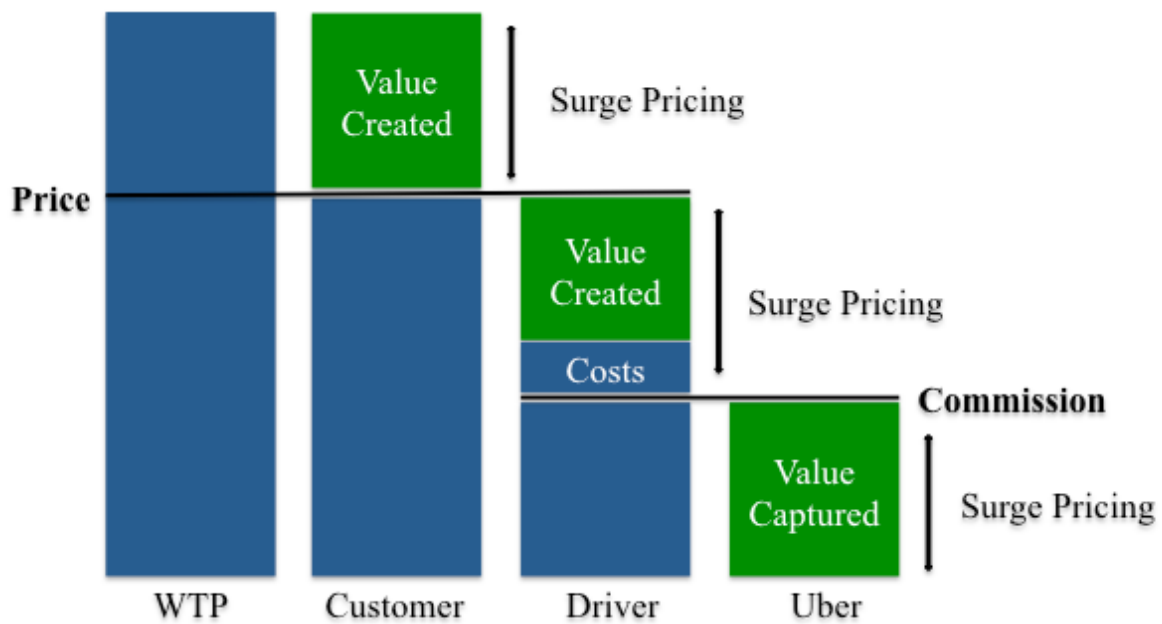 Value
Created
Surge Pricing
Price
Value
Created
Surge Pricing
Costs
Commission
Value
Captured
Surge Pricing
WTP
Customer
Driver
Uber